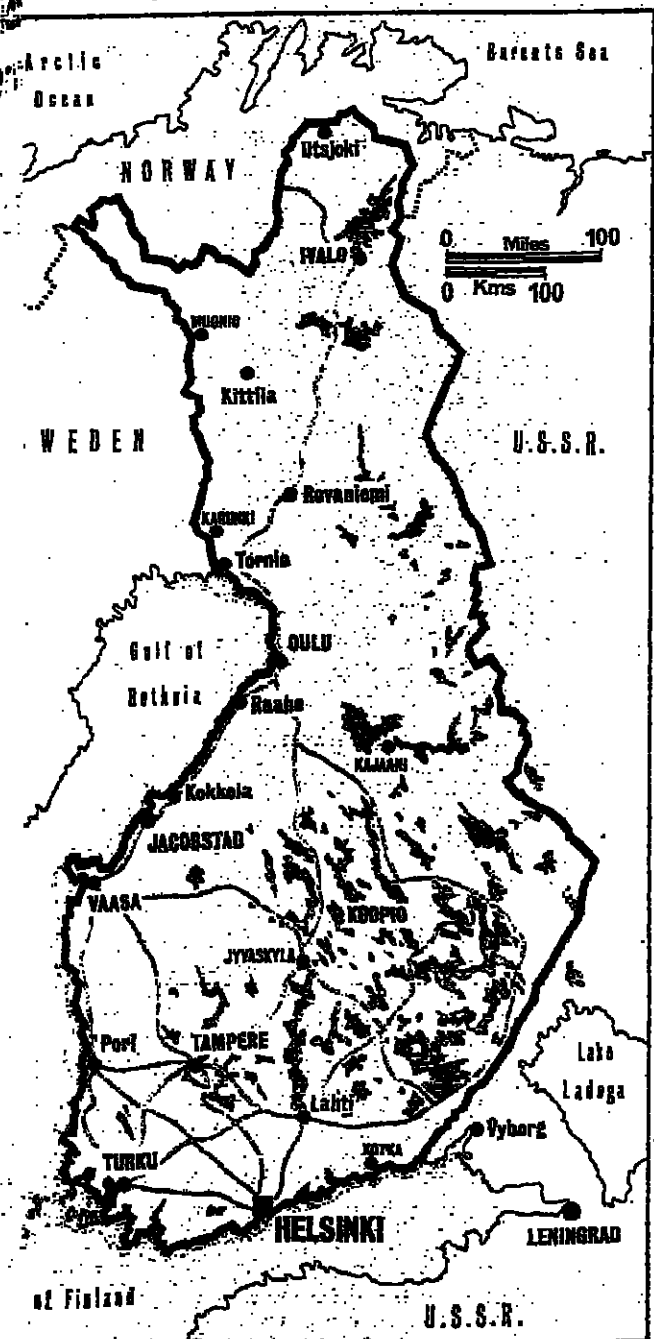 Arctic
Ocean
Barents Sea
NORWAY
Utsjoki
IVALO
0 Miles 100
0 Kms 100
MUONIO
Kittila
WEDEN
U.S.S.R.
Rovaniemi
KARUNKI
Tornio
Gulf of
Bothnia
OULU
Raahe
KAJAANI
Kokkola
JACOBSTAD
VAASA
KUOPIO
JYVASKYLA
Pori
TAMPERE
Lake
Ladoga
Lahti
Vyborg
TURKU
KOTKA
HELSINKI
LENINGRAD
of Finland
U.S.S.R.